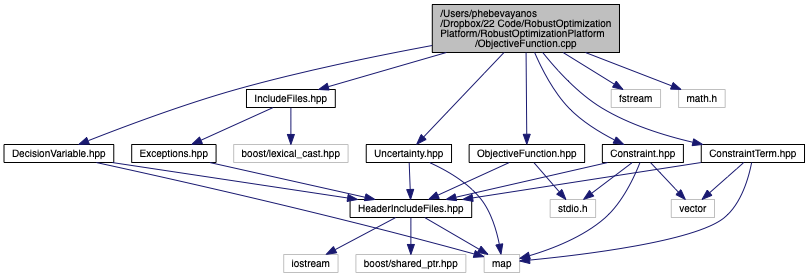 /Users/phebevayanos
/Dropbox/22 Code/RobustOptimization
Platform/RobustOptimizationPlatform
/ObjectiveFunction.cpp
IncludeFiles.hpp
fstream
math.h
DecisionVariable.hpp
Exceptions.hpp
boost/lexical_cast.hpp
Uncertainty.hpp
ObjectiveFunction.hpp
Constraint.hpp
ConstraintTerm.hpp
HeaderIncludeFiles.hpp
stdio.h
vector
iostream
boost/shared_ptr.hpp
map